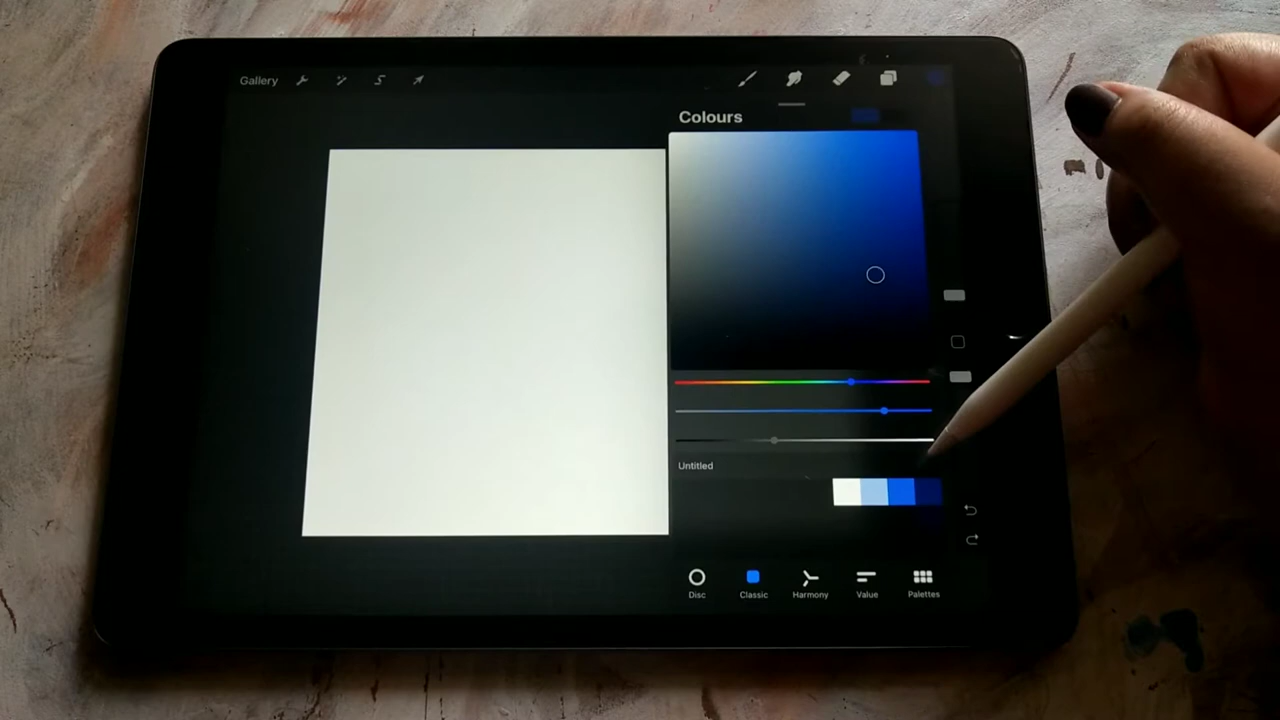 Gallery
Colours
Untitled
Disc
Classic
Harmony
Value
Palettes